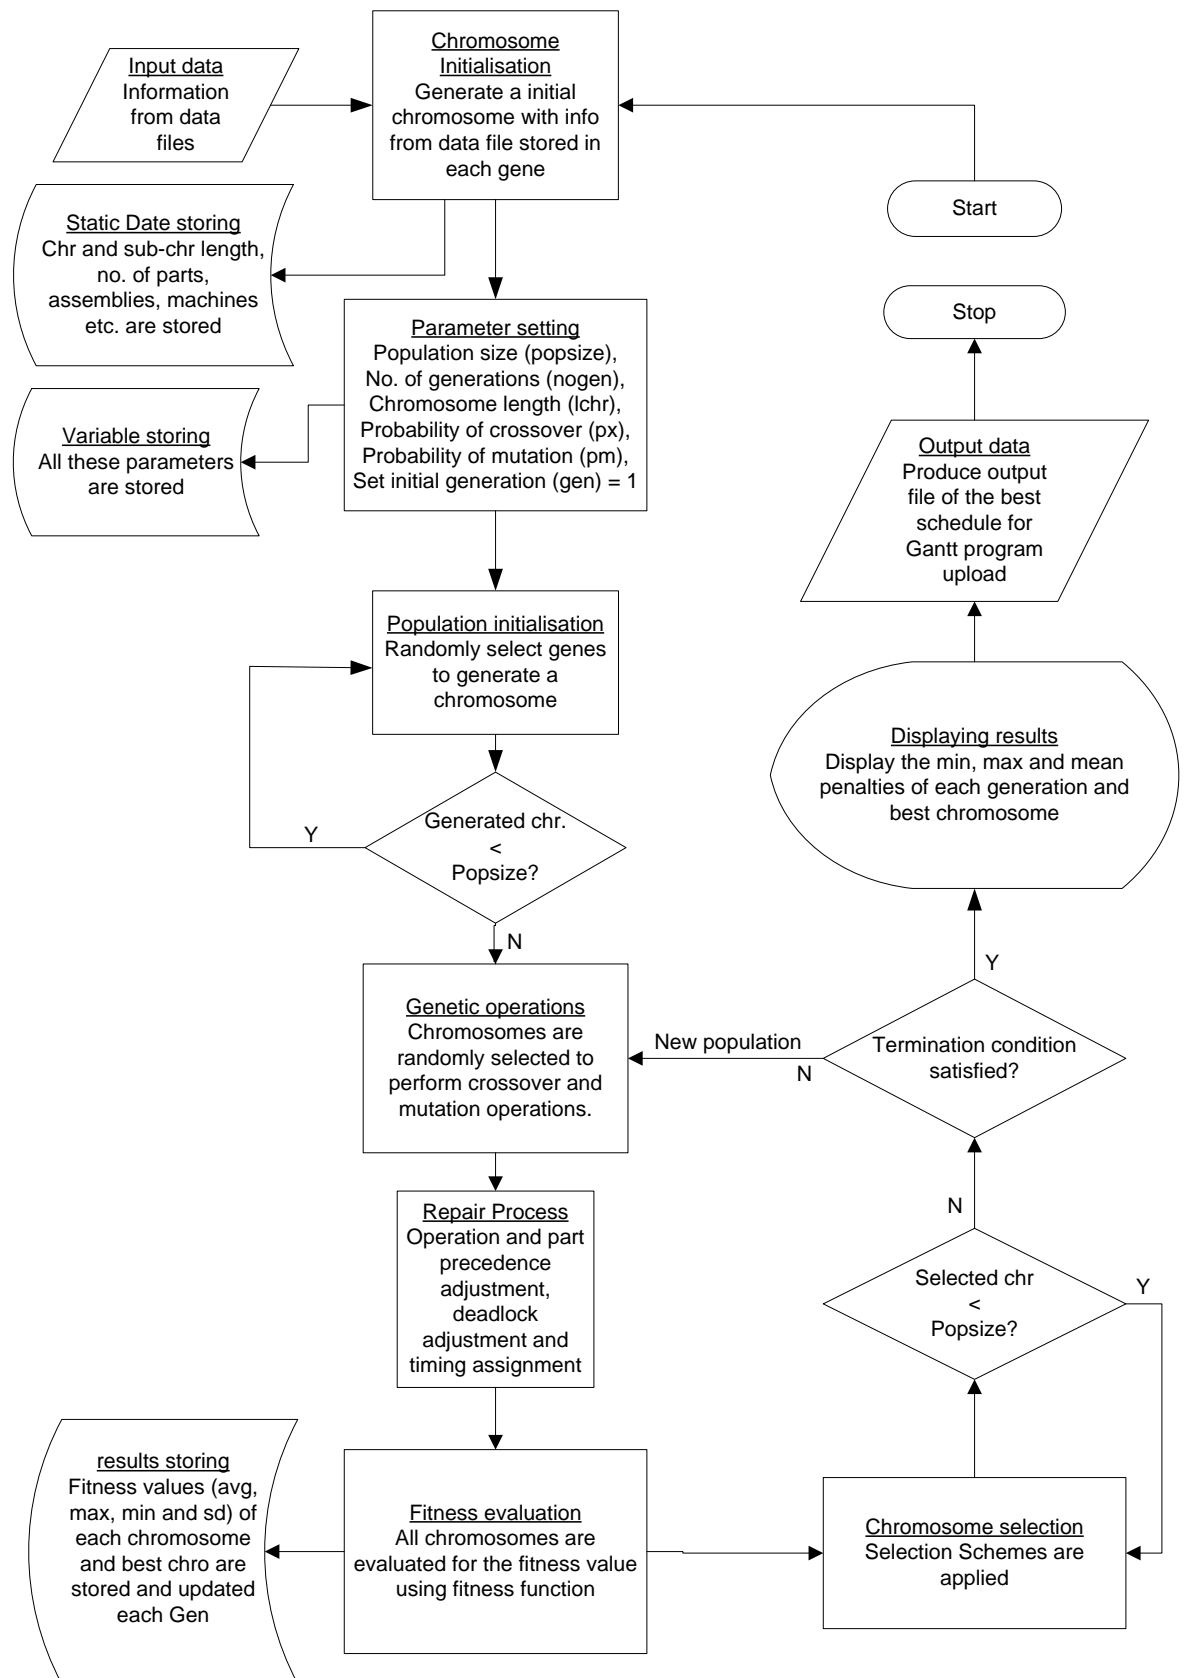 Input data
Information
from data
files
Chromosome
Initialisation
Generate a initial
chromosome with info
from data file stored in
each gene
Start
Static Date storing
Chr and sub-chr length,
no. of parts,
assemblies, machines
etc. are stored
Stop
Parameter setting
Population size (popsize),
No. of generations (nogen),
Chromosome length (lchr),
Probability of crossover (px),
Probability of mutation (pm),
Set initial generation (gen) = 1
Variable storing
All these parameters
are stored
Output data
Produce output
file of the best
schedule for
Gantt program
upload
Population initialisation
Randomly select genes
to generate a
chromosome
Displaying results
Display the min, max and mean
penalties of each generation and
best chromosome
Generated chr.
<
Popsize?
Y
N
Genetic operations
Chromosomes are
randomly selected to
perform crossover and
mutation operations.
New population
N
Termination condition
satisfied?
Y
Repair Process
Operation and part
precedence
adjustment,
deadlock
adjustment and
timing assignment
N
Selected chr
<
Popsize?
Y
results storing
Fitness values (avg,
max, min and sd) of
each chromosome
and best chro are
stored and updated
each Gen
Fitness evaluation
All chromosomes are
evaluated for the fitness value
using fitness function
Chromosome selection
Selection Schemes are
applied